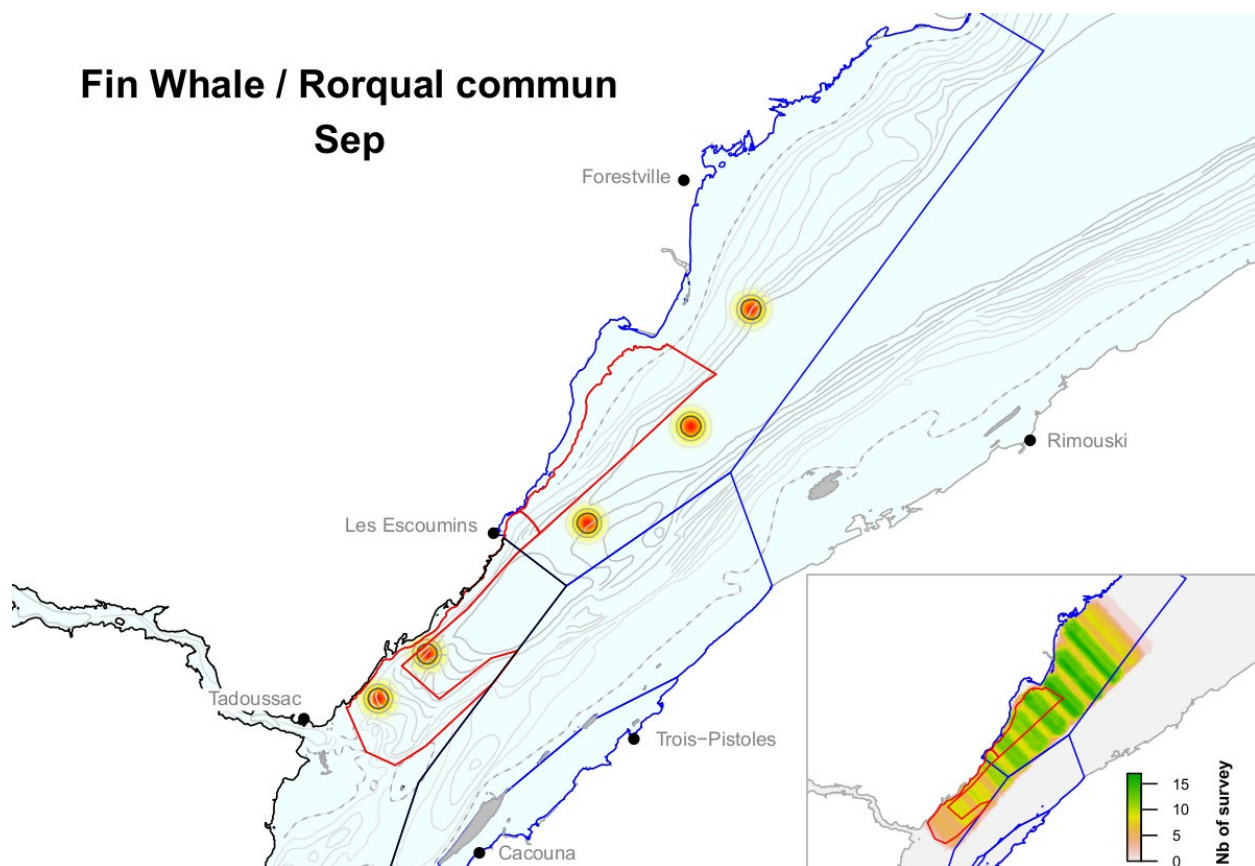 Fin Whale / Rorqual commun
Sep
Forestville
Rimouski
Les Escoumins
Tadoussac
Trois−Pistoles
Cacouna
15
10
5
0
Nb of survey